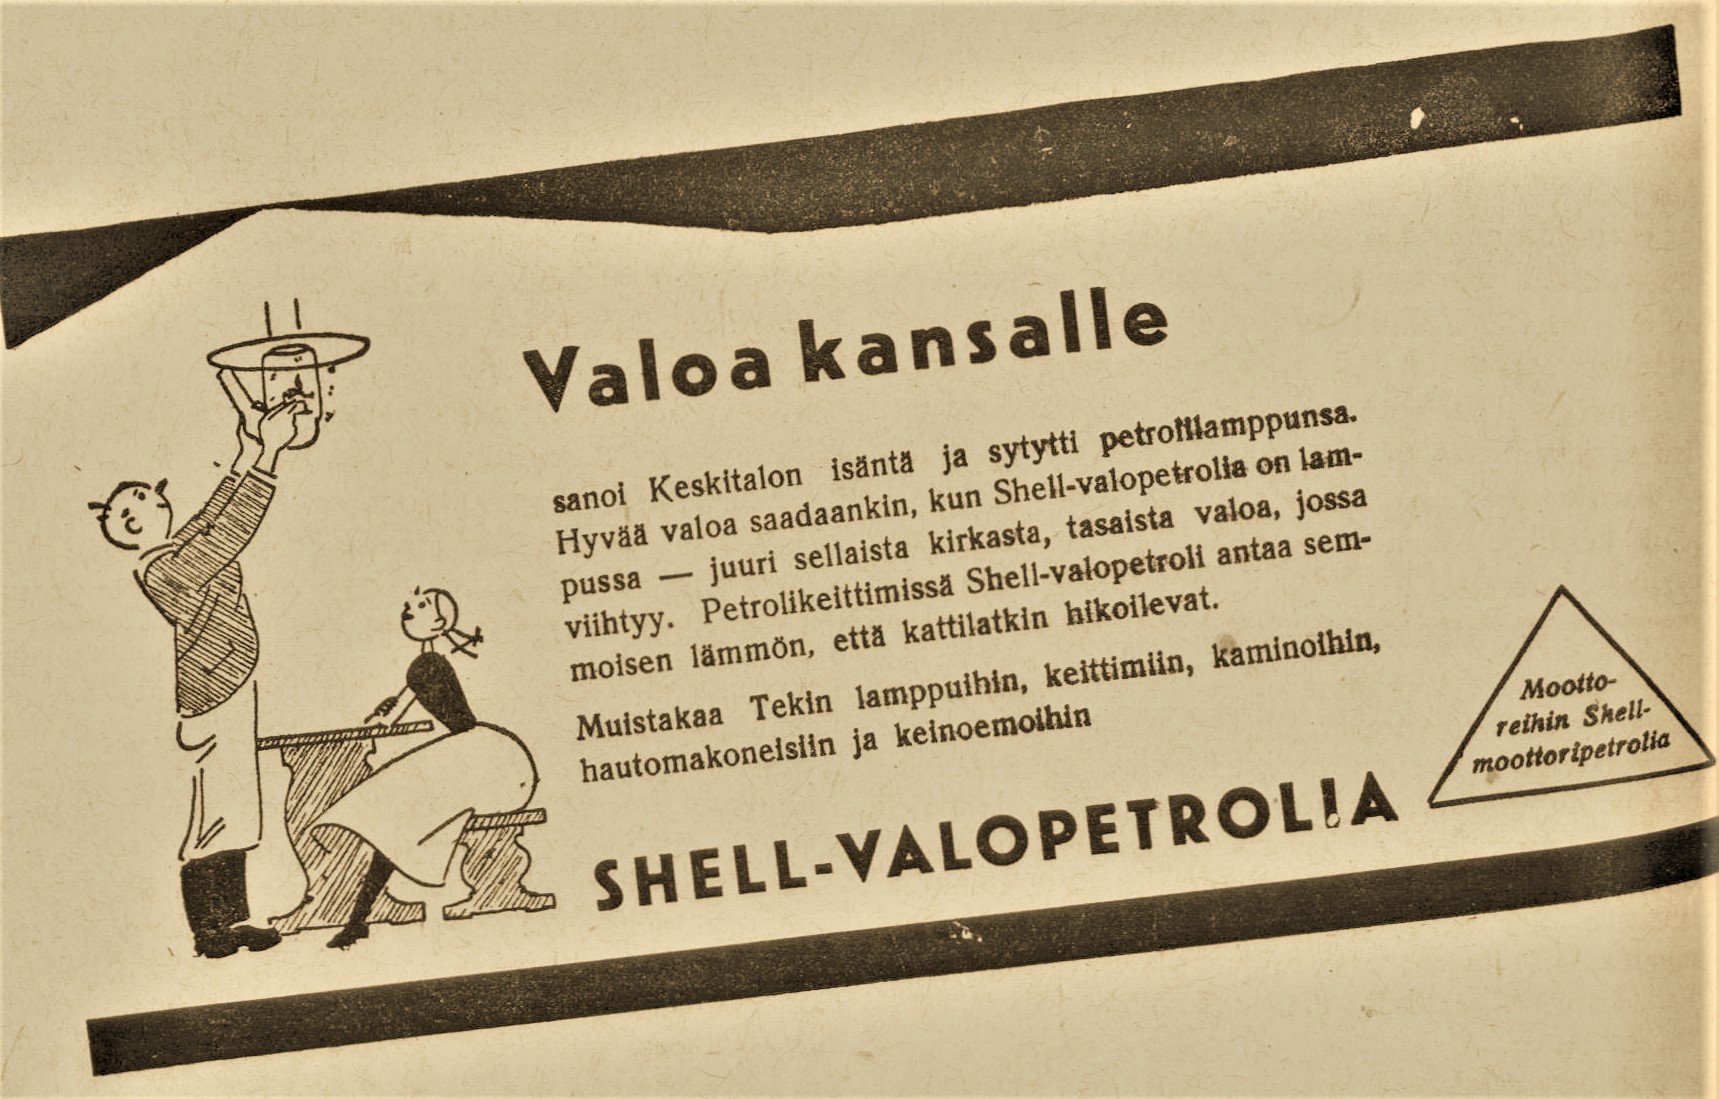 Valoa kansalle
sanoi Keskitalon isäntä ja sytytti petrolilamppunsa.
Hyvää valoa saadaankin, kun Shell-valopetrolia on lam-
pussa — juuri sellaista kirkasta, tasaista valoa, jossa
viihtyy. Petrolikeittimissä Shell-valopetroli antaa sem-
moisen lämmön, että kattilatkin hikoilevat.
Muistakaa Tekin lamppuihin, keittimiin, kaminoihin,
hautomakoneisiin ja keinoemoihin
SHELL-VALOPETROLIA
Mootto-
reihin Shell-
moottoripetrolia